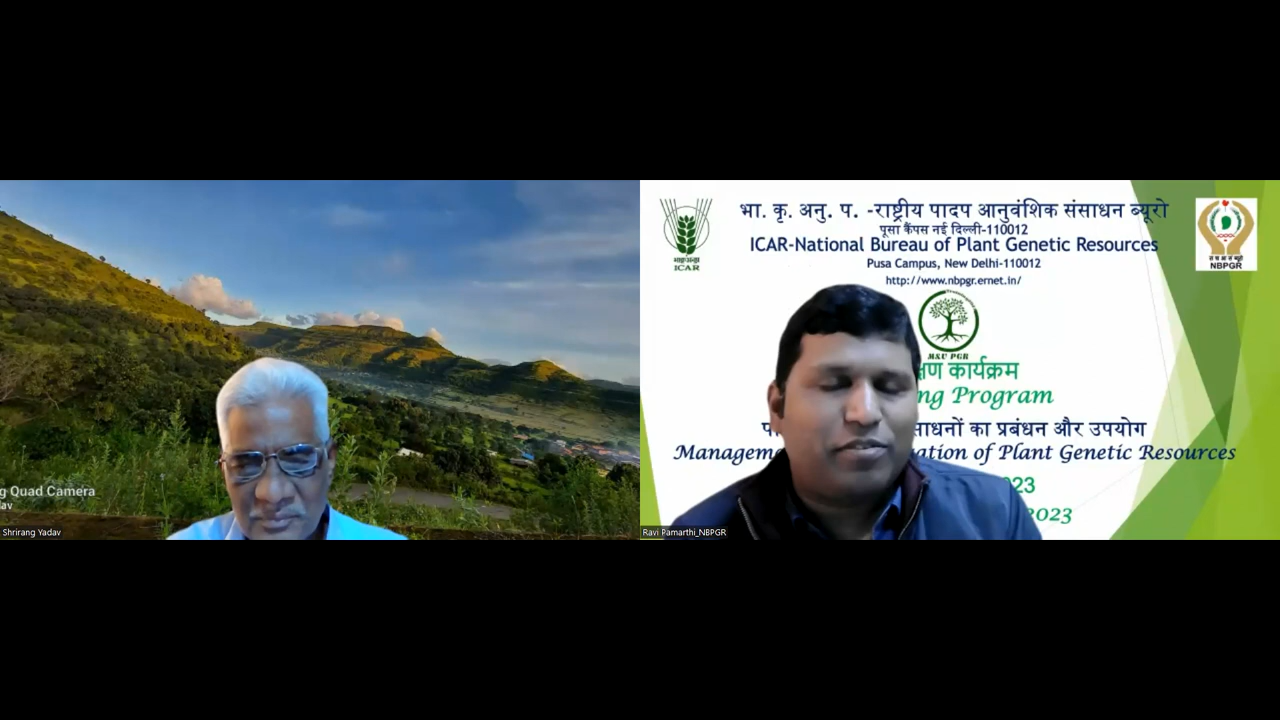 g Quad Camera
av
Shrirang Yadav
भा. कृ. अनु. प. -राष्ट्रीय पादप आनुवंशिक संसाधन ब्यूरो
पूसा कैंपस नई दिल्ली-110012
ICAR-National Bureau of Plant Genetic Resources
Pusa Campus, New Delhi-110012
http://www.nbpgr.ernet.in/
ICAR
NBPGR
M&U PGR
क्षण कार्यक्रम
ng Program
साधनों का प्रबंधन और उपयोग
Manageme ation of Plant Genetic Resources
023
2023
Ravi Pamarthi_NBPGR